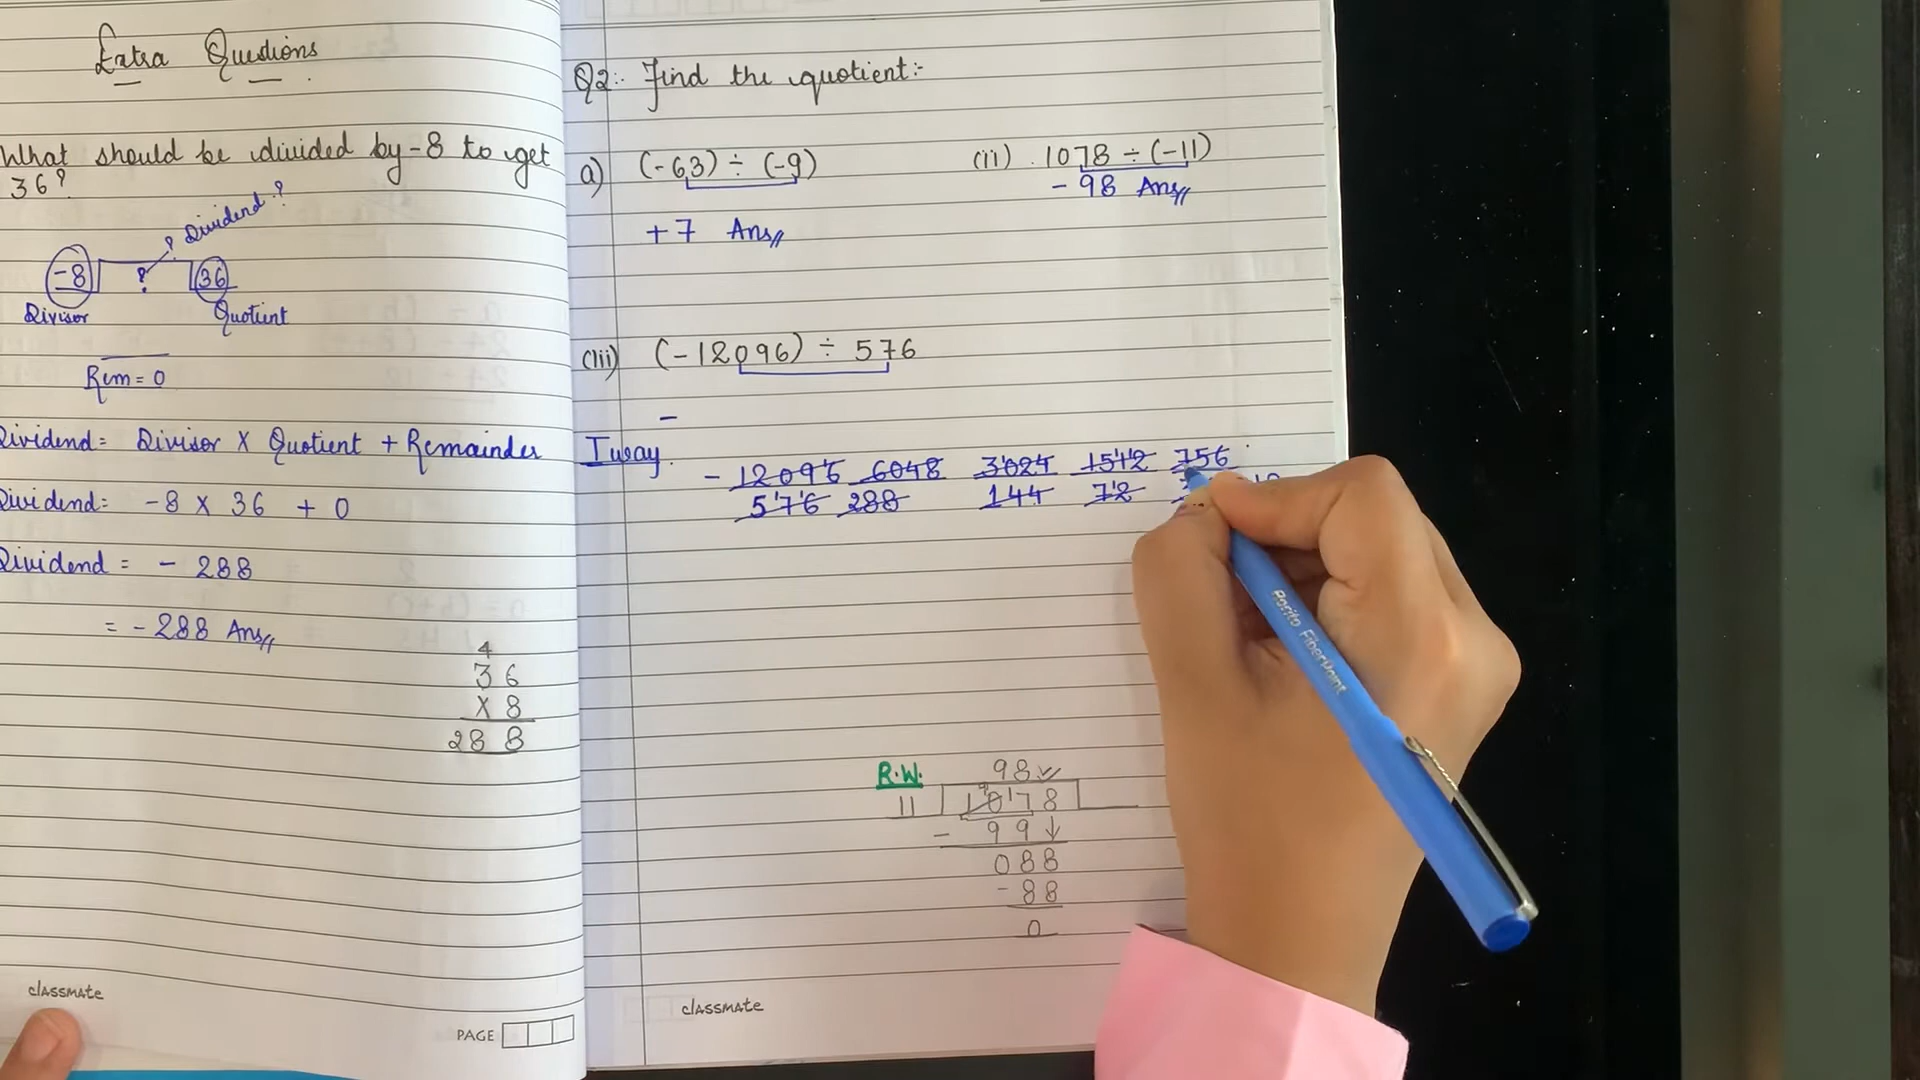 Extra Questions
What should be divided by -8 to get
36?
? Dividend?
-8 ? 36
Divisor Quotient
Rem = 0
Dividend = Divisor X Quotient + Remainder
Dividend = -8 X 36 + 0
Dividend = - 288
= - 288 Ans
4
36
X 8
288
classmate
PAGE
Q2:- Find the quotient:-
a) (-63) ÷ (-9)
+7 Ans
(ii) 1078 ÷ (-11)
- 98 Ans
(iii) (-12096) ÷ 576
-
I way
- 12096 6048 3024 1512 756
576 288 144 72
R.W. 98
11 1078
- 99
088
- 88
0
classmate
Porito FiberPoint